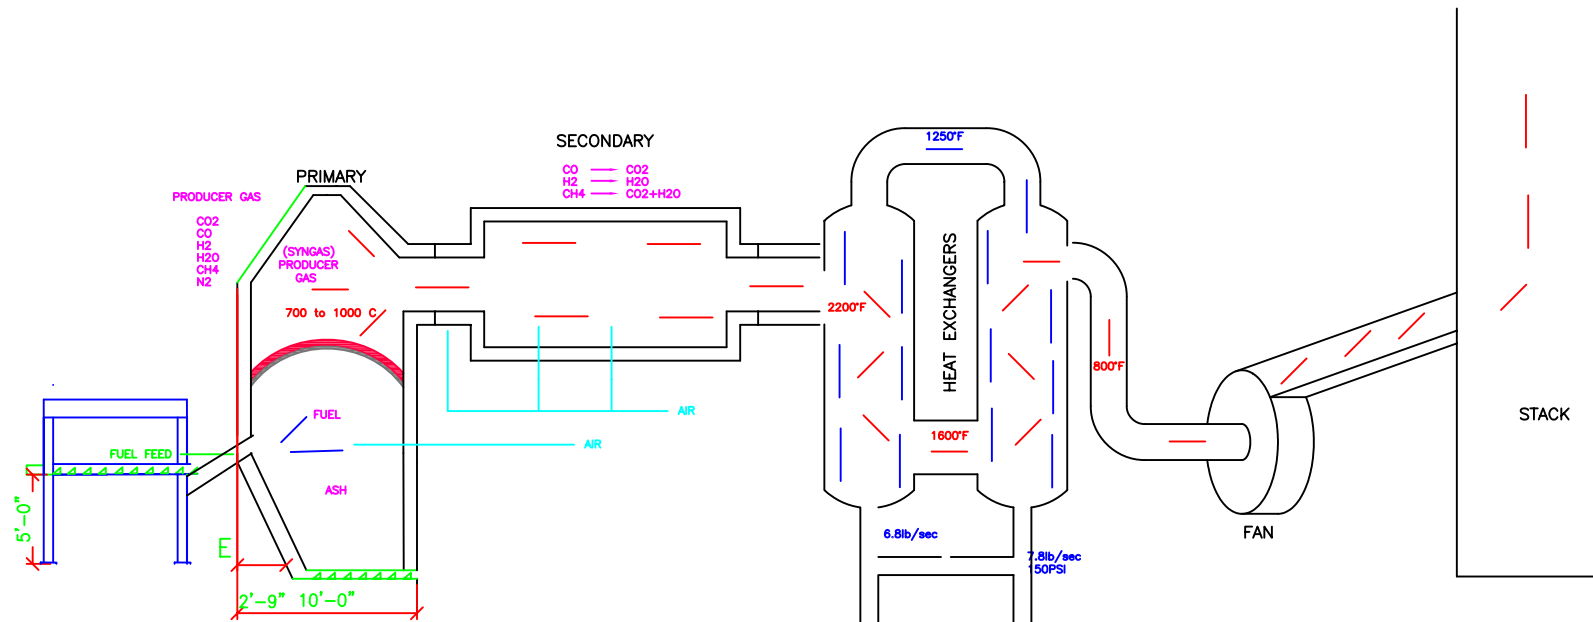 SECONDARY
CO → CO2
H2 → H2O
CH4 → CO2+H2O
1250°F
PRIMARY
PRODUCER GAS
CO2
CO
H2
H2O
CH4
N2
(SYNGAS)
PRODUCER
GAS
700 to 1000 C
2200°F
HEAT EXCHANGERS
800°F
FUEL
AIR
AIR
STACK
FUEL FEED
1600°F
ASH
5'-0"
E
6.8lb/sec
7.8lb/sec
150PSI
FAN
2'-9" 10'-0"